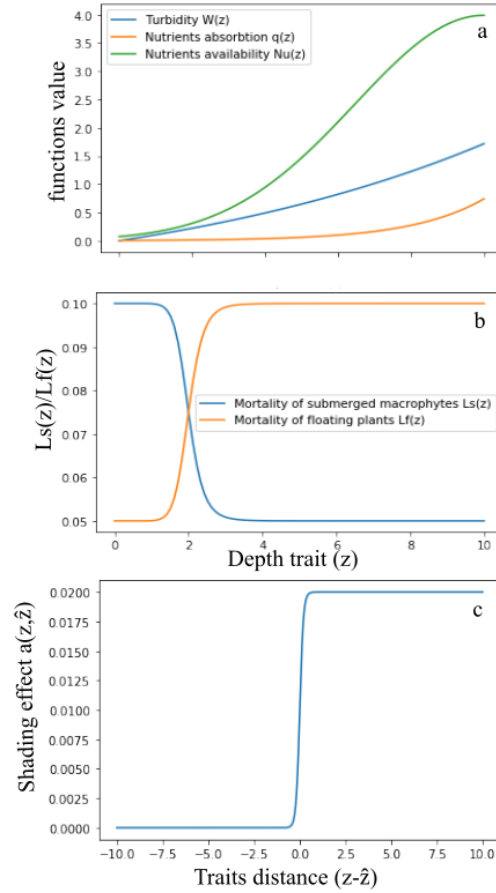 a
Turbidity W(z)
Nutrients absorbtion q(z)
Nutrients availability Nu(z)
functions value
4.0
3.5
3.0
2.5
2.0
1.5
1.0
0.5
0.0
b
Ls(z)/Lf(z)
0.10
0.09
0.08
0.07
0.06
0.05
Mortality of submerged macrophytes Ls(z)
Mortality of floating plants Lf(z)
0 2 4 6 8 10
Depth trait (z)
c
Shading effect a(z,ẑ)
0.0200
0.0175
0.0150
0.0125
0.0100
0.0075
0.0050
0.0025
0.0000
-10.0 -7.5 -5.0 -2.5 0.0 2.5 5.0 7.5 10.0
Traits distance (z-ẑ)